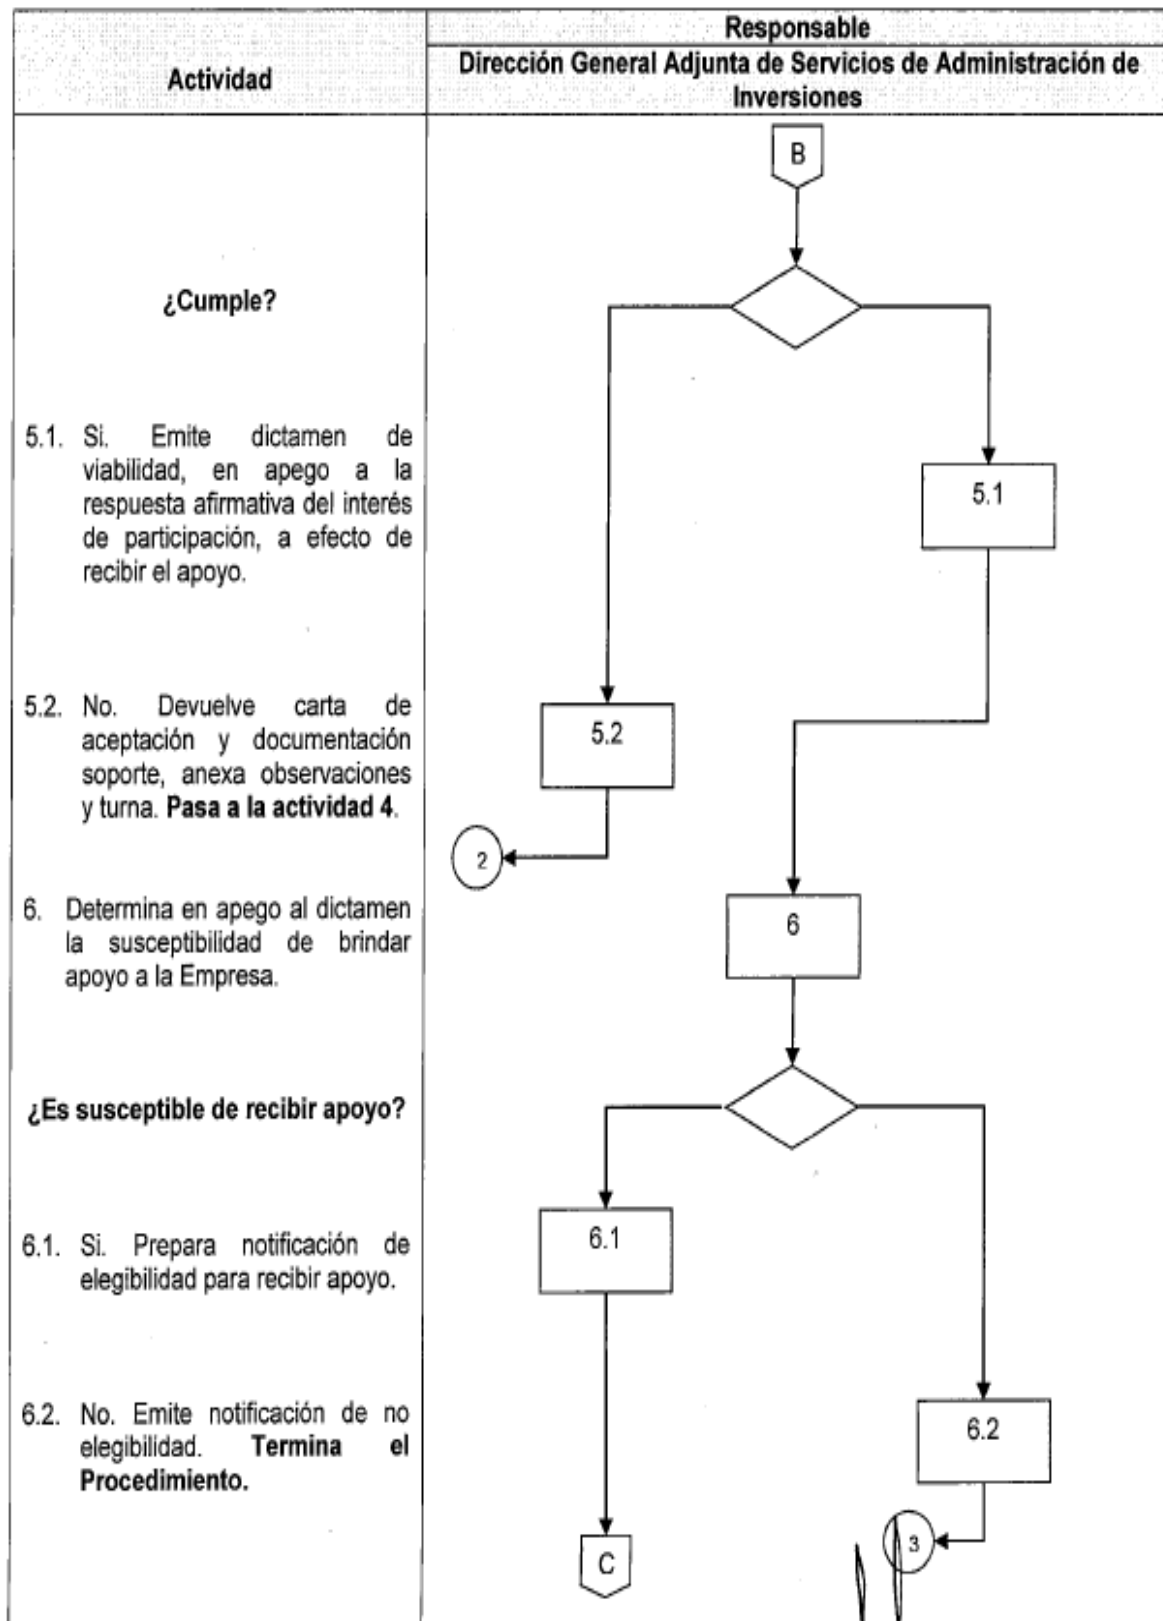 Responsable
Actividad
Dirección General Adjunta de Servicios de Administración de
Inversiones
B
¿Cumple?
5.1. Si. Emite dictamen de
viabilidad, en apego a la
respuesta afirmativa del interés
de participación, a efecto de
recibir el apoyo.
5.1
5.2. No. Devuelve carta de
aceptación y documentación
soporte, anexa observaciones
y turna. Pasa a la actividad 4.
5.2
2
6. Determina en apego al dictamen
la susceptibilidad de brindar
apoyo a la Empresa.
6
¿Es susceptible de recibir apoyo?
6.1. Si. Prepara notificación de
elegibilidad para recibir apoyo.
6.1
6.2. No. Emite notificación de no
elegibilidad. Termina el
Procedimiento.
6.2
3
C